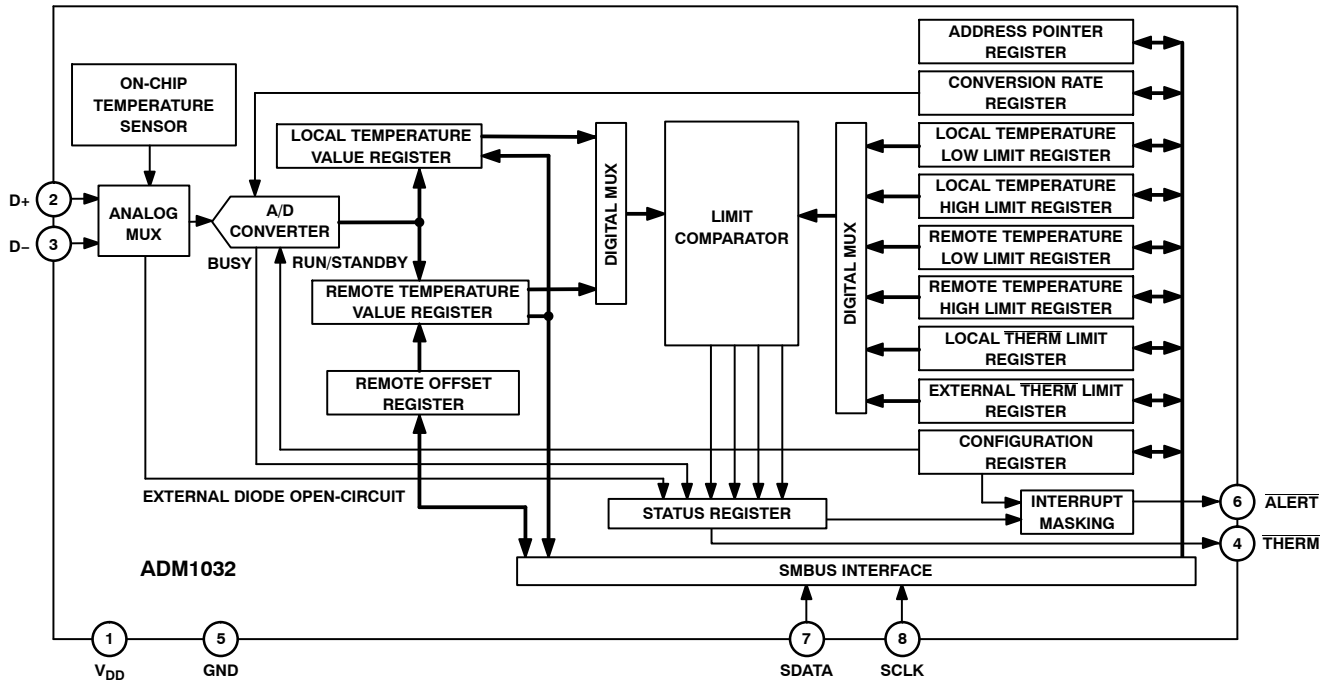 ADDRESS POINTER
REGISTER
CONVERSION RATE
REGISTER
ON-CHIP
TEMPERATURE
SENSOR
LOCAL TEMPERATURE
VALUE REGISTER
LOCAL TEMPERATURE
LOW LIMIT REGISTER
LOCAL TEMPERATURE
HIGH LIMIT REGISTER
REMOTE TEMPERATURE
LOW LIMIT REGISTER
REMOTE TEMPERATURE
HIGH LIMIT REGISTER
LOCAL THERM LIMIT
REGISTER
EXTERNAL THERM LIMIT
REGISTER
CONFIGURATION
REGISTER
D+
2
D−
3
ANALOG
MUX
A/D
CONVERTER
BUSY
RUN/STANDBY
DIGITAL MUX
LIMIT
COMPARATOR
DIGITAL MUX
REMOTE TEMPERATURE
VALUE REGISTER
REMOTE OFFSET
REGISTER
EXTERNAL DIODE OPEN-CIRCUIT
STATUS REGISTER
INTERRUPT
MASKING
6
ALERT
4
THERM
ADM1032
SMBUS INTERFACE
1
VDD
5
GND
7
SDATA
8
SCLK